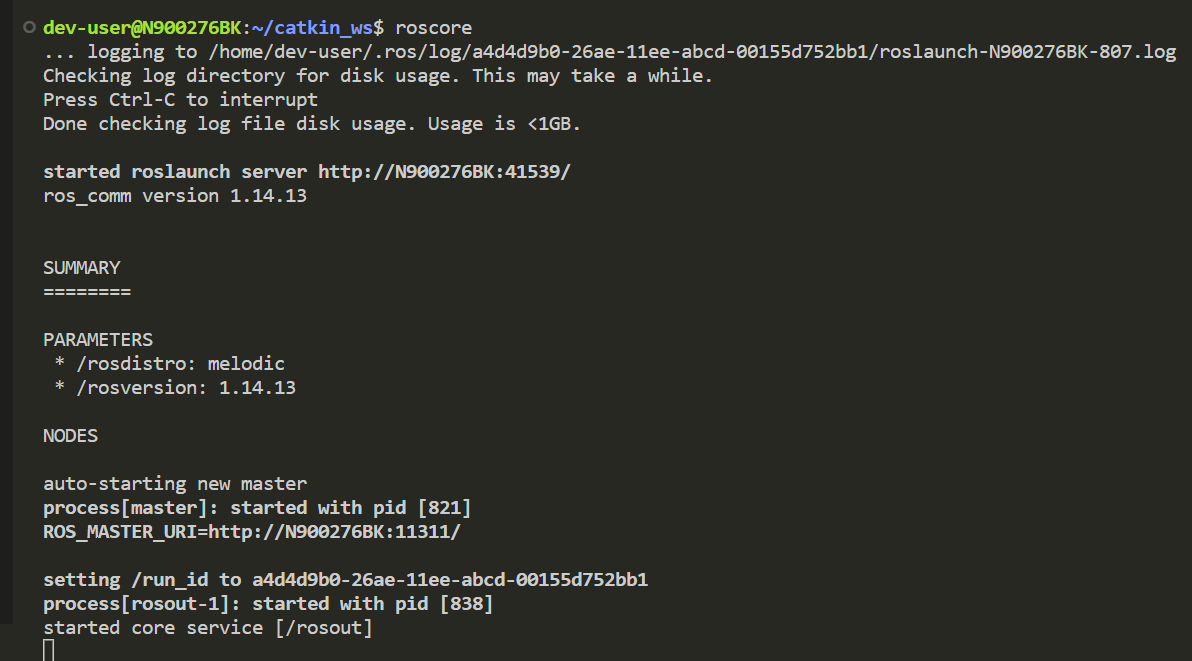 dev-user@N900276BK:~/catkin_ws$ roscore
... logging to /home/dev-user/.ros/log/a4d4d9b0-26ae-11ee-abcd-00155d752bb1/roslaunch-N900276BK-807.log
Checking log directory for disk usage. This may take a while.
Press Ctrl-C to interrupt
Done checking log file disk usage. Usage is <1GB.
started roslaunch server http://N900276BK:41539/
ros_comm version 1.14.13
SUMMARY
========
PARAMETERS
* /rosdistro: melodic
* /rosversion: 1.14.13
NODES
auto-starting new master
process[master]: started with pid [821]
ROS_MASTER_URI=http://N900276BK:11311/
setting /run_id to a4d4d9b0-26ae-11ee-abcd-00155d752bb1
process[rosout-1]: started with pid [838]
started core service [/rosout]